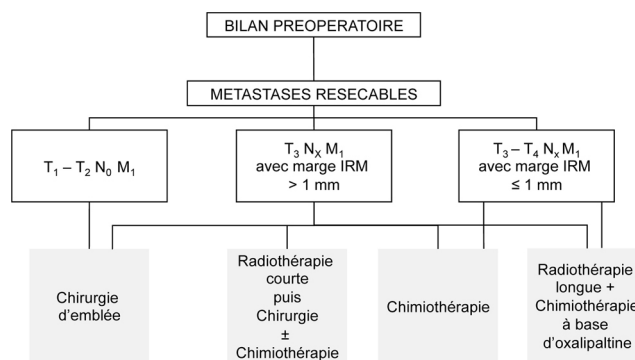 BILAN PREOPERATOIRE
METASTASES RESECABLES
T₁ – T₂ N₀ M₁
T₃ Nₓ M₁
avec marge IRM
> 1 mm
T₃ – T₄ Nₓ M₁
avec marge IRM
≤ 1 mm
Chirurgie
d'emblée
Radiothérapie
courte
puis
Chirurgie
±
Chimiothérapie
Chimiothérapie
Radiothérapie
longue +
Chimiothérapie
à base
d'oxalipaltine